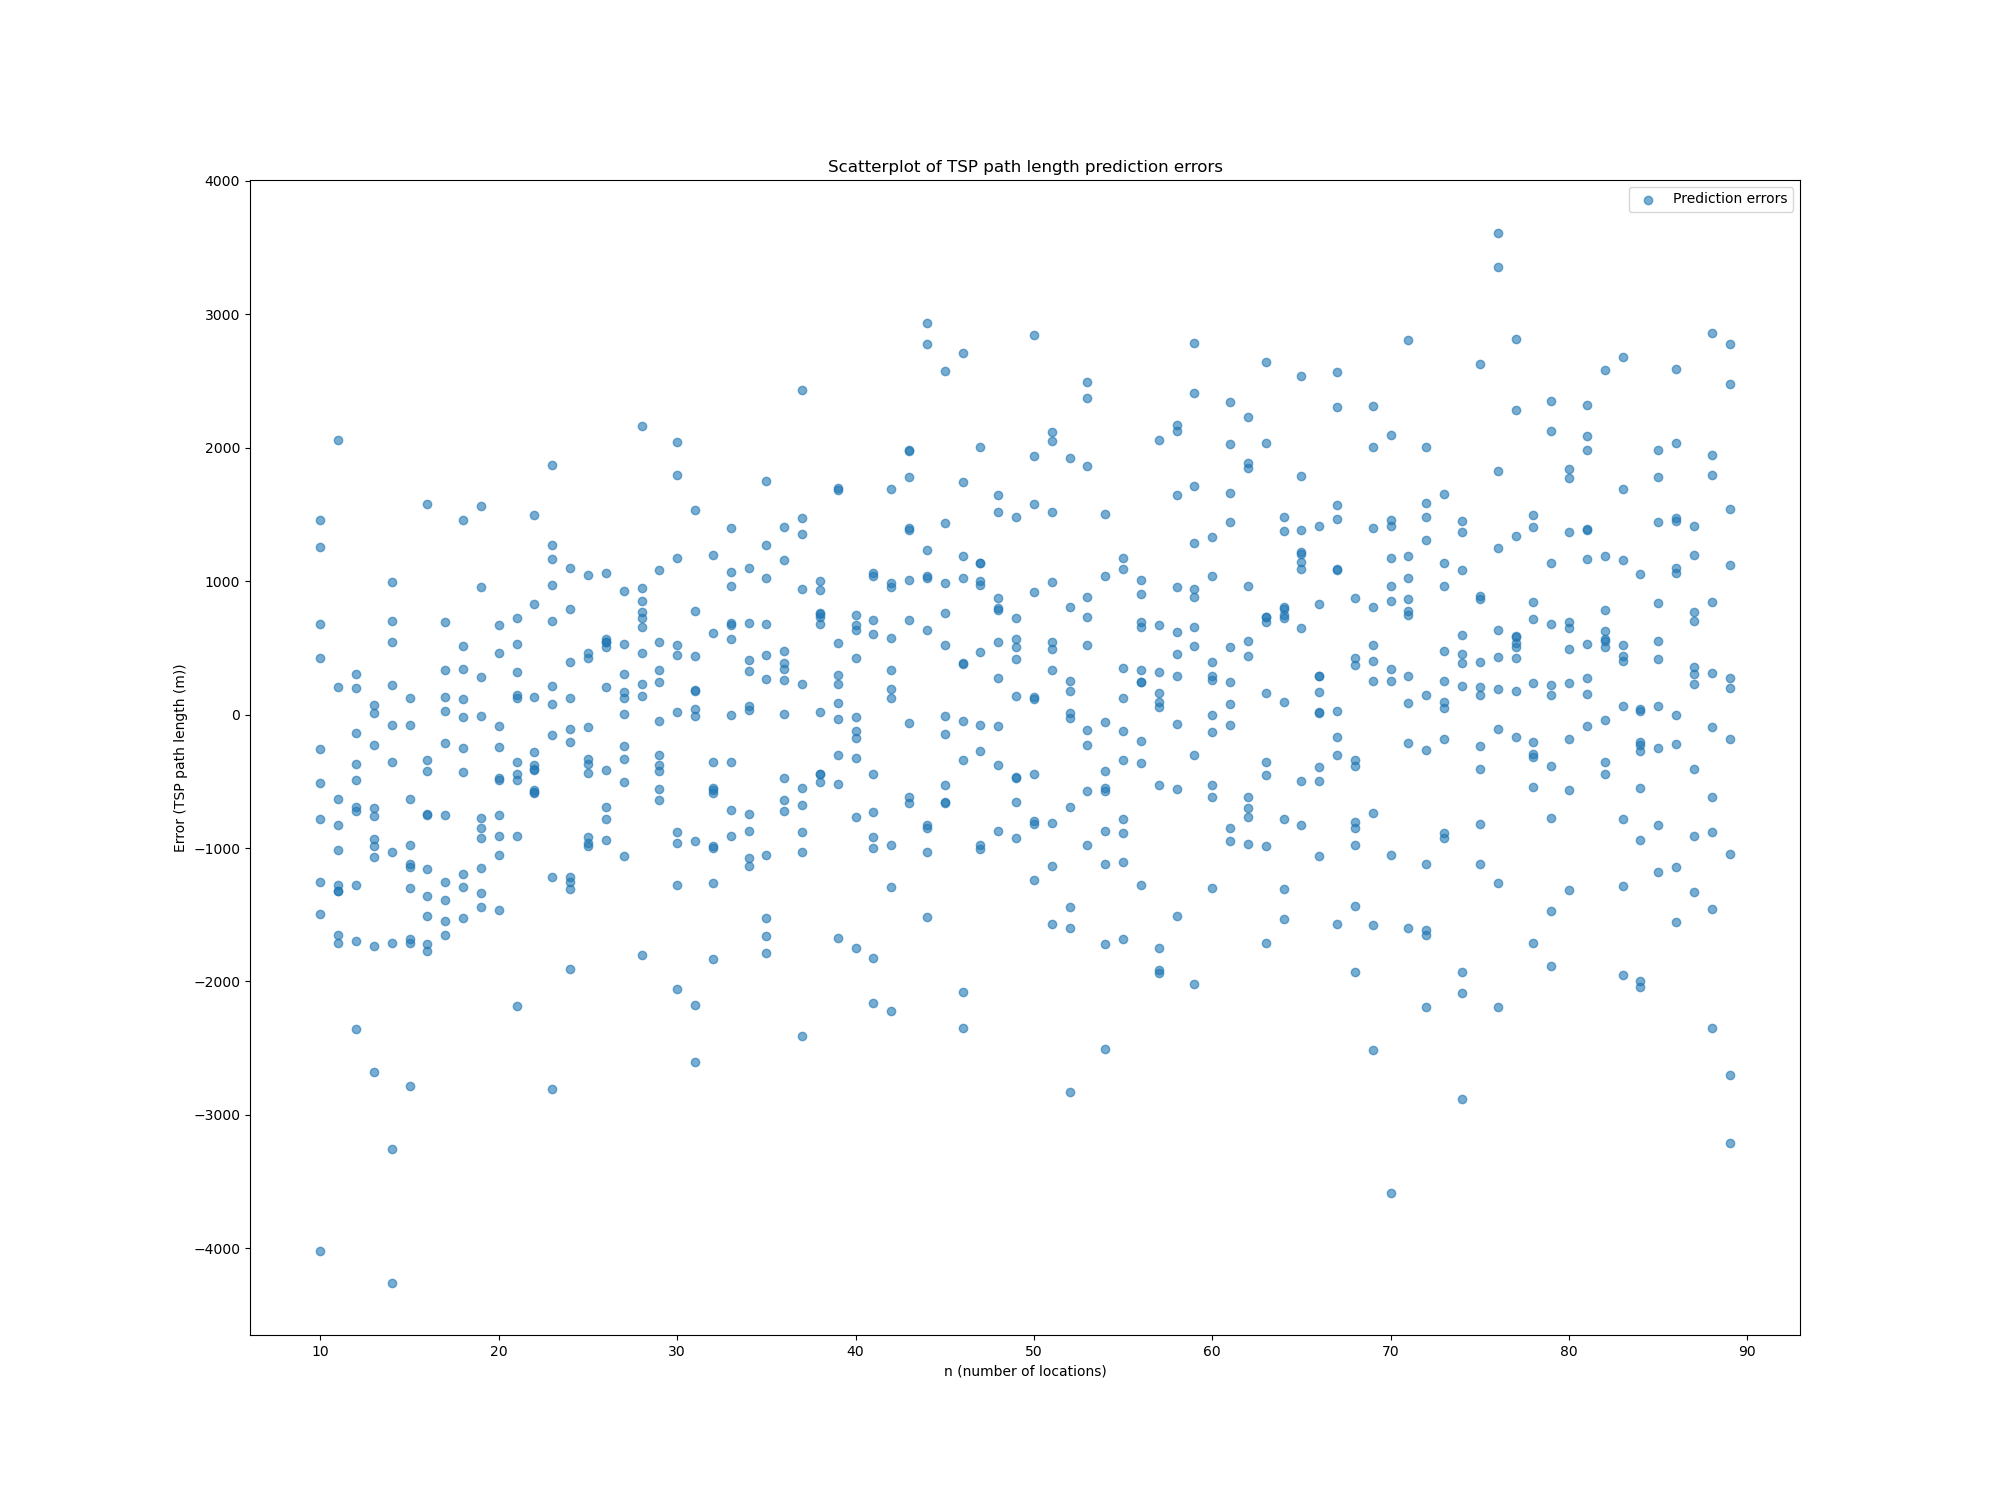 Scatterplot of TSP path length prediction errors
Prediction errors
4000
3000
2000
1000
0
−1000
−2000
−3000
−4000
Error (TSP path length (m))
10 20 30 40 50 60 70 80 90
n (number of locations)